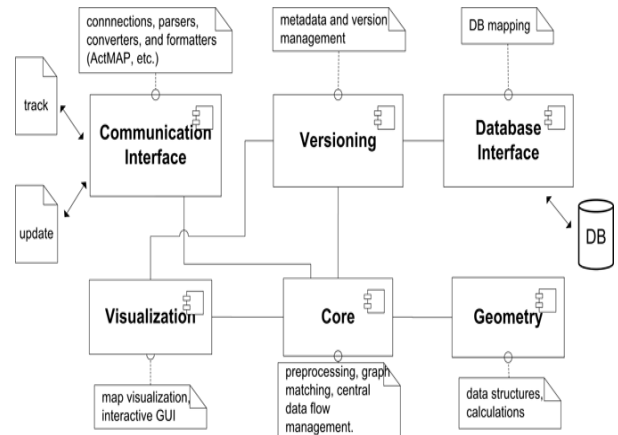 connnections, parsers,
converters, and formatters
(ActMAP, etc.)
metadata and version
management
DB mapping
track
Communication
Interface
Versioning
Database
Interface
update
DB
Visualization
Core
Geometry
map visualization,
interactive GUI
preprocessing, graph
matching, central
data flow
management.
data structures,
calculations